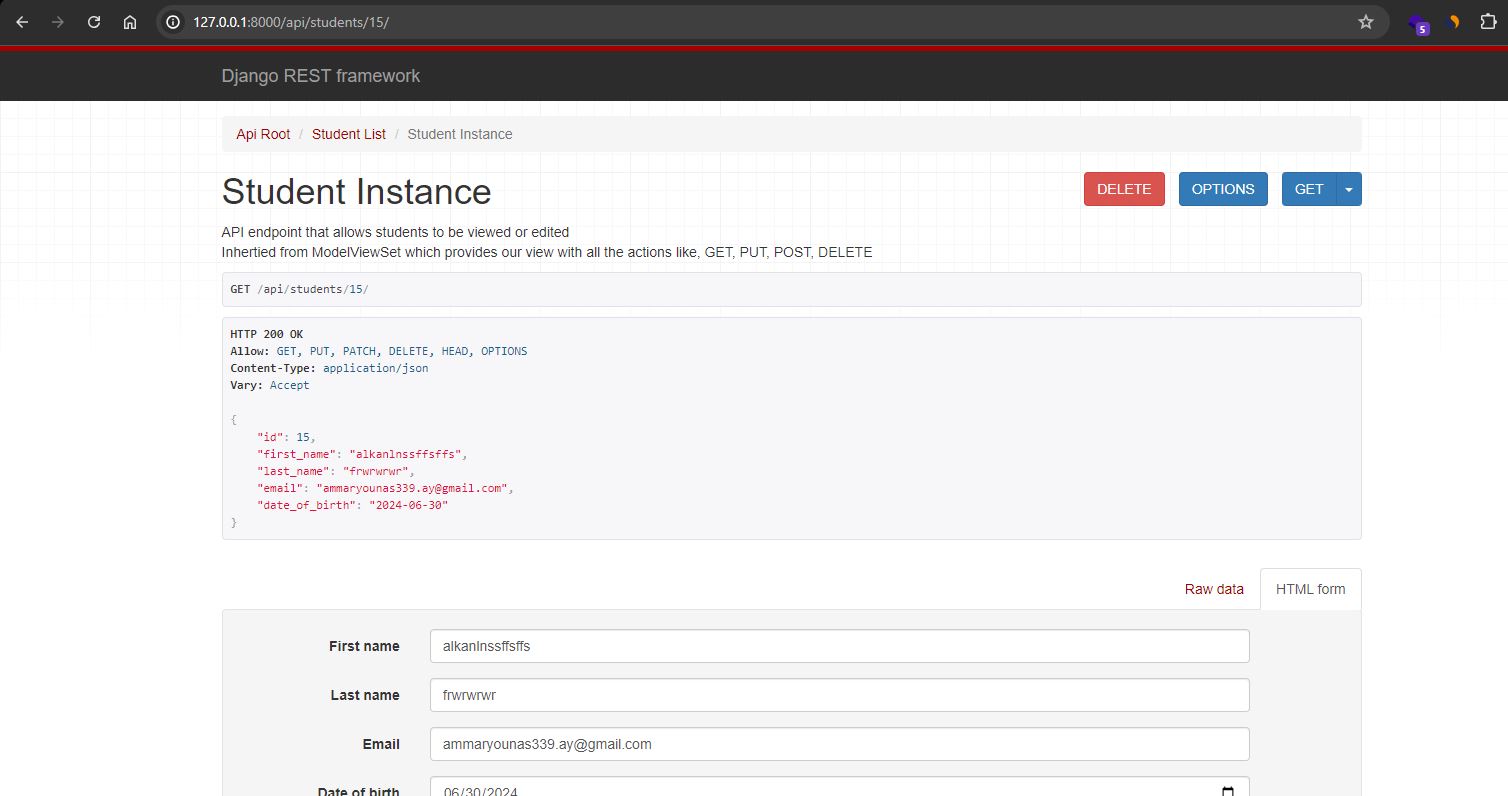 127.0.0.1:8000/api/students/15/
5
Django REST framework
Api Root / Student List / Student Instance
Student Instance
DELETE OPTIONS GET
API endpoint that allows students to be viewed or edited
Inhertied from ModelViewSet which provides our view with all the actions like, GET, PUT, POST, DELETE
GET /api/students/15/
HTTP 200 OK
Allow: GET, PUT, PATCH, DELETE, HEAD, OPTIONS
Content-Type: application/json
Vary: Accept
{
"id": 15,
"first_name": "alkanlnssffsffs",
"last_name": "frwrwrwr",
"email": "ammaryounas339.ay@gmail.com",
"date_of_birth": "2024-06-30"
}
Raw data HTML form
First name alkanlnssffsffs
Last name frwrwrwr
Email ammaryounas339.ay@gmail.com
Date of birth 06/30/2024